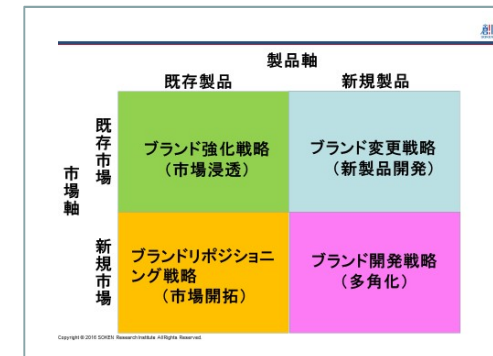 製品軸
既存製品
新規製品
市場軸
既存市場
ブランド強化戦略
(市場浸透)
ブランド変更戦略
(新製品開発)
新規市場
ブランドリポジショニ
ング戦略
(市場開拓)
ブランド開発戦略
(多角化)
Copyright © 2010 SOKEN Research Institute AllRights Reserved.